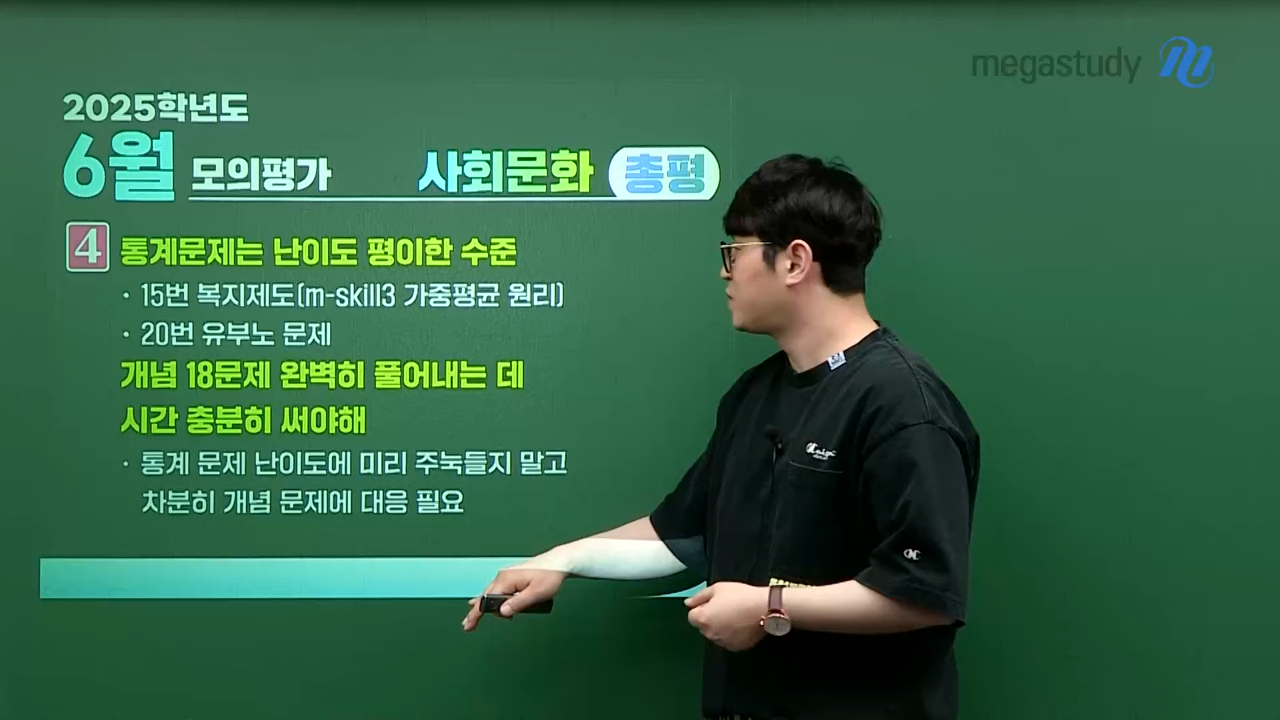 megastudy
2025학년도
6월 모의평가 사회문화 총평
4 통계문제는 난이도 평이한 수준
· 15번 복지제도(m-skill3 가중평균 원리)
· 20번 유부노 문제
개념 18문제 완벽히 풀어내는 데
시간 충분히 써야해
· 통계 문제 난이도에 미리 주눅들지 말고
차분히 개념 문제에 대응 필요